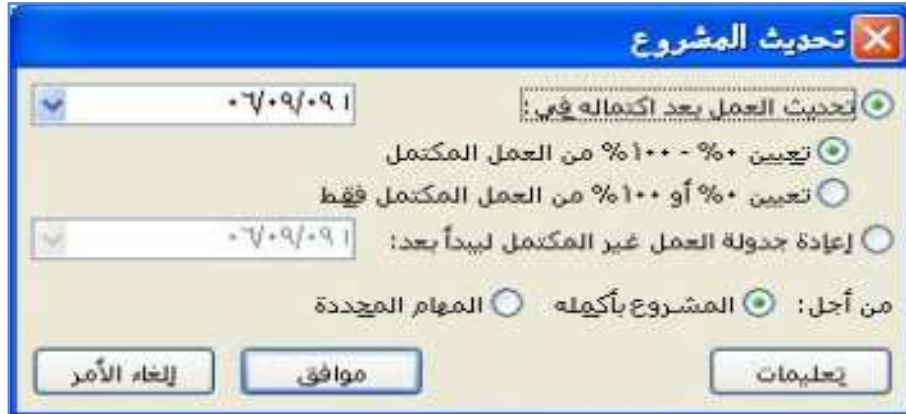 تحديث المشروع
تحديث العمل بعد اكتماله في: ٠٦/٠٩/٠٩١
تعيين ٠% - ١٠٠% من العمل المكتمل
تعيين ٠% أو ١٠٠% من العمل المكتمل فقط
إعادة جدولة العمل غير المكتمل ليبدأ بعد: ٠٦/٠٩/٠٩١
من أجل: المشروع بأكمله المهام المحددة
تعليمات موافق إلغاء الأمر